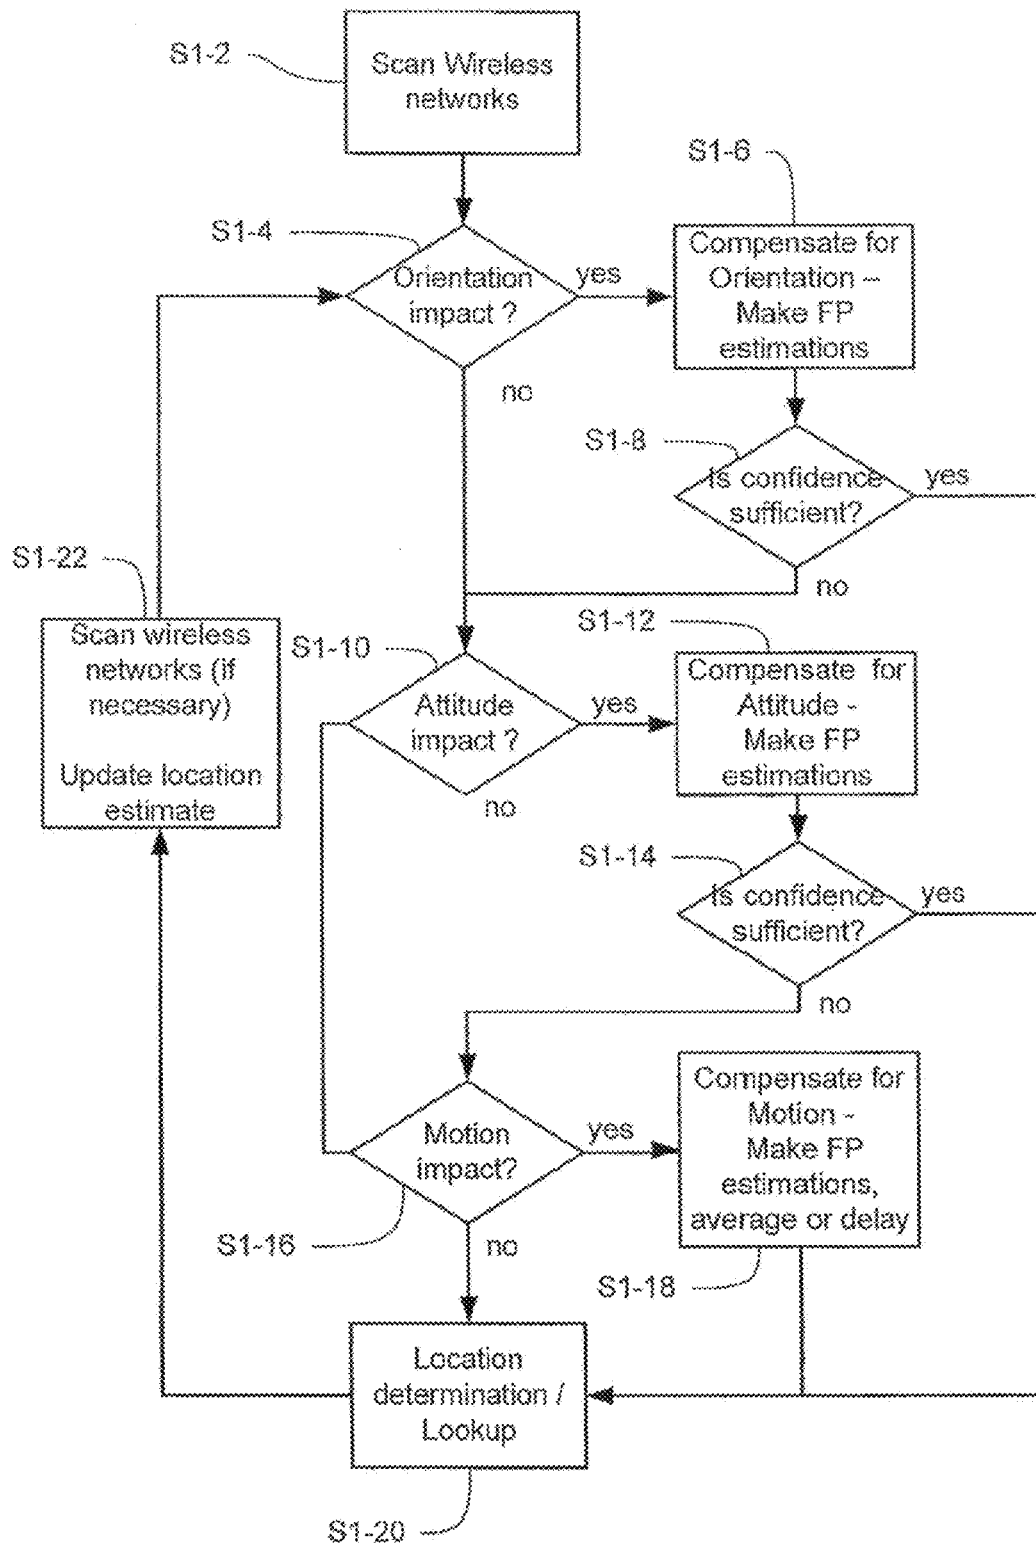 S1-2
Scan Wireless
networks
S1-6
S1-4
Orientation
impact ?
yes
Compensate for
Orientation –
Make FP
estimations
no
S1-8
Is confidence
sufficient?
yes
no
S1-22
Scan wireless
networks (if
necessary)
Update location
estimate
S1-10
Attitude
impact ?
yes
S1-12
Compensate for
Attitude -
Make FP
estimations
no
S1-14
Is confidence
sufficient?
yes
no
Motion
impact?
yes
Compensate for
Motion -
Make FP
estimations,
average or delay
S1-16
no
S1-18
Location
determination /
Lookup
S1-20